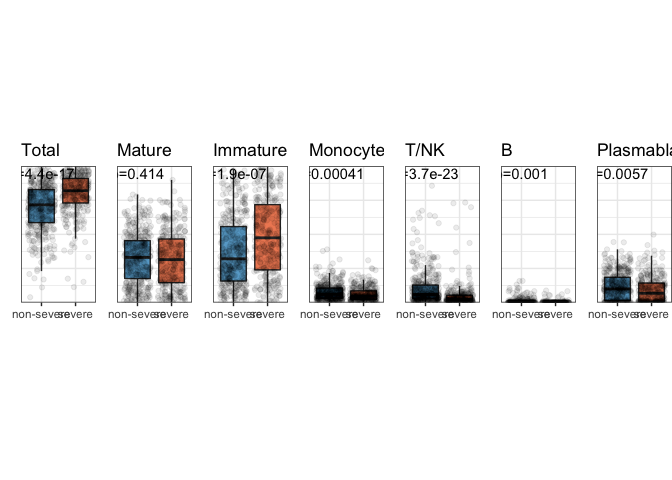 Total
=4.4e-17
non-severe severe
Mature
=0.414
non-severe severe
Immature
=1.9e-07
non-severe severe
Monocyte
0.00041
non-severe severe
T/NK
=3.7e-23
non-severe severe
B
=0.001
non-severe severe
Plasmabla
=0.0057
non-severe severe